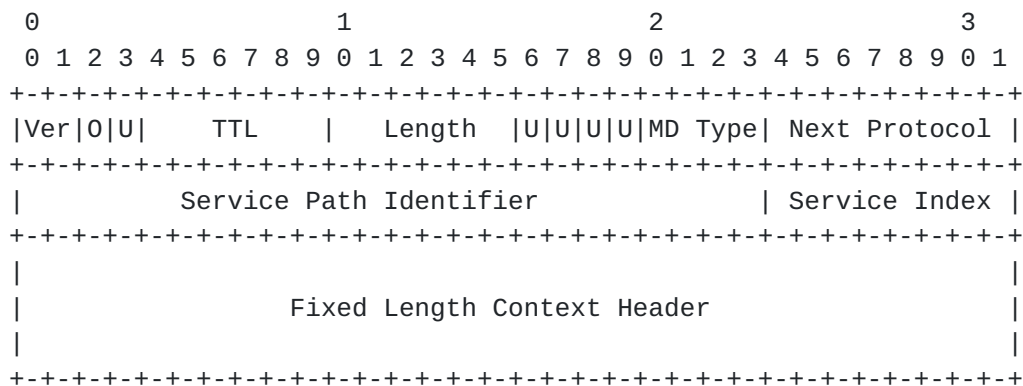 0                   1                   2                   3
 0 1 2 3 4 5 6 7 8 9 0 1 2 3 4 5 6 7 8 9 0 1 2 3 4 5 6 7 8 9 0 1
+-+-+-+-+-+-+-+-+-+-+-+-+-+-+-+-+-+-+-+-+-+-+-+-+-+-+-+-+-+-+-+-+
|Ver|O|U|    TTL    |   Length  |U|U|U|U|MD Type| Next Protocol |
+-+-+-+-+-+-+-+-+-+-+-+-+-+-+-+-+-+-+-+-+-+-+-+-+-+-+-+-+-+-+-+-+
|          Service Path Identifier              | Service Index |
+-+-+-+-+-+-+-+-+-+-+-+-+-+-+-+-+-+-+-+-+-+-+-+-+-+-+-+-+-+-+-+-+
|                                                               |
|                 Fixed Length Context Header                   |
|                                                               |
+-+-+-+-+-+-+-+-+-+-+-+-+-+-+-+-+-+-+-+-+-+-+-+-+-+-+-+-+-+-+-+-+